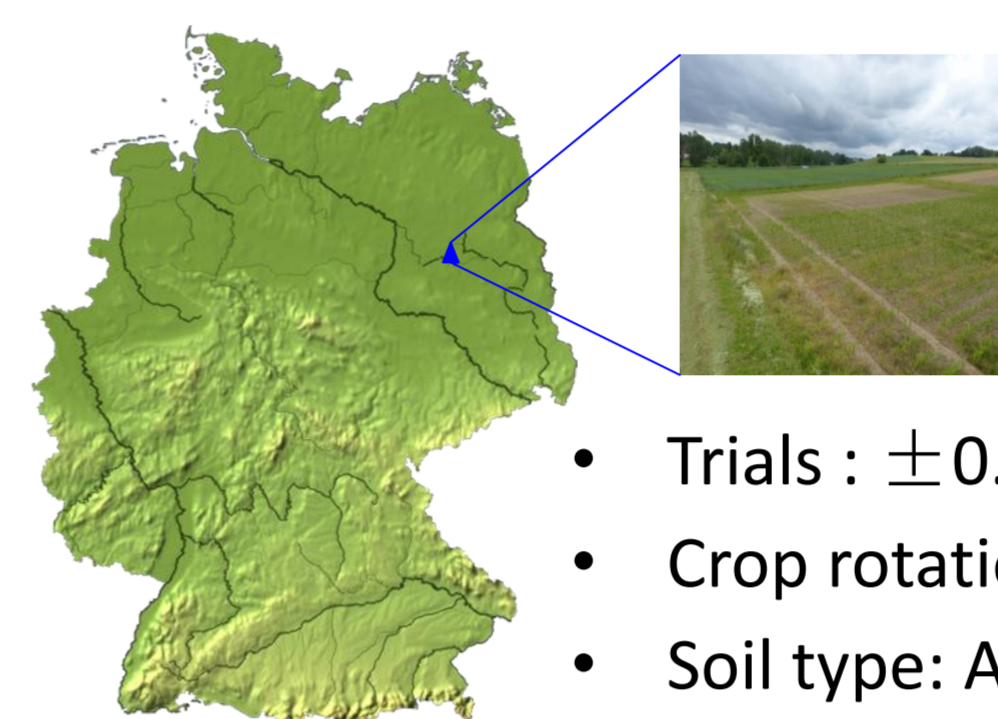 • Trials : ±0.
• Crop rotati
• Soil type: A